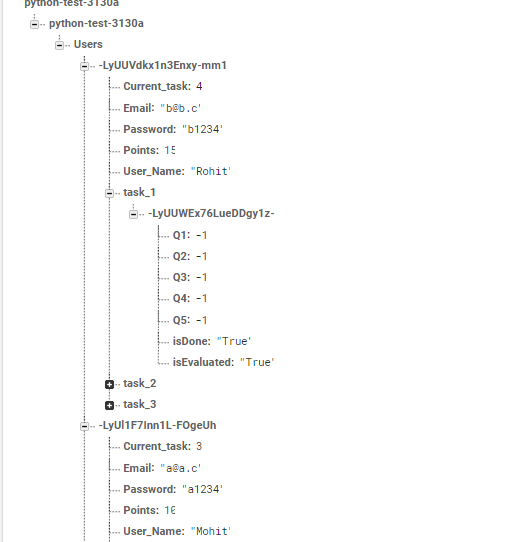 python-test-3130a
python-test-3130a
Users
-LyUUVdkx1n3Enxy-mm1
Current_task: 4
Email: "b@b.c"
Password: "b1234"
Points: 15
User_Name: "Rohit"
task_1
-LyUUWEx76LueDDgy1z-
Q1: -1
Q2: -1
Q3: -1
Q4: -1
Q5: -1
isDone: "True"
isEvaluated: "True"
task_2
task_3
-LyUl1F7Inn1L-FOgeUh
Current_task: 3
Email: "a@a.c"
Password: "a1234"
Points:
User_Name: "Mohit"